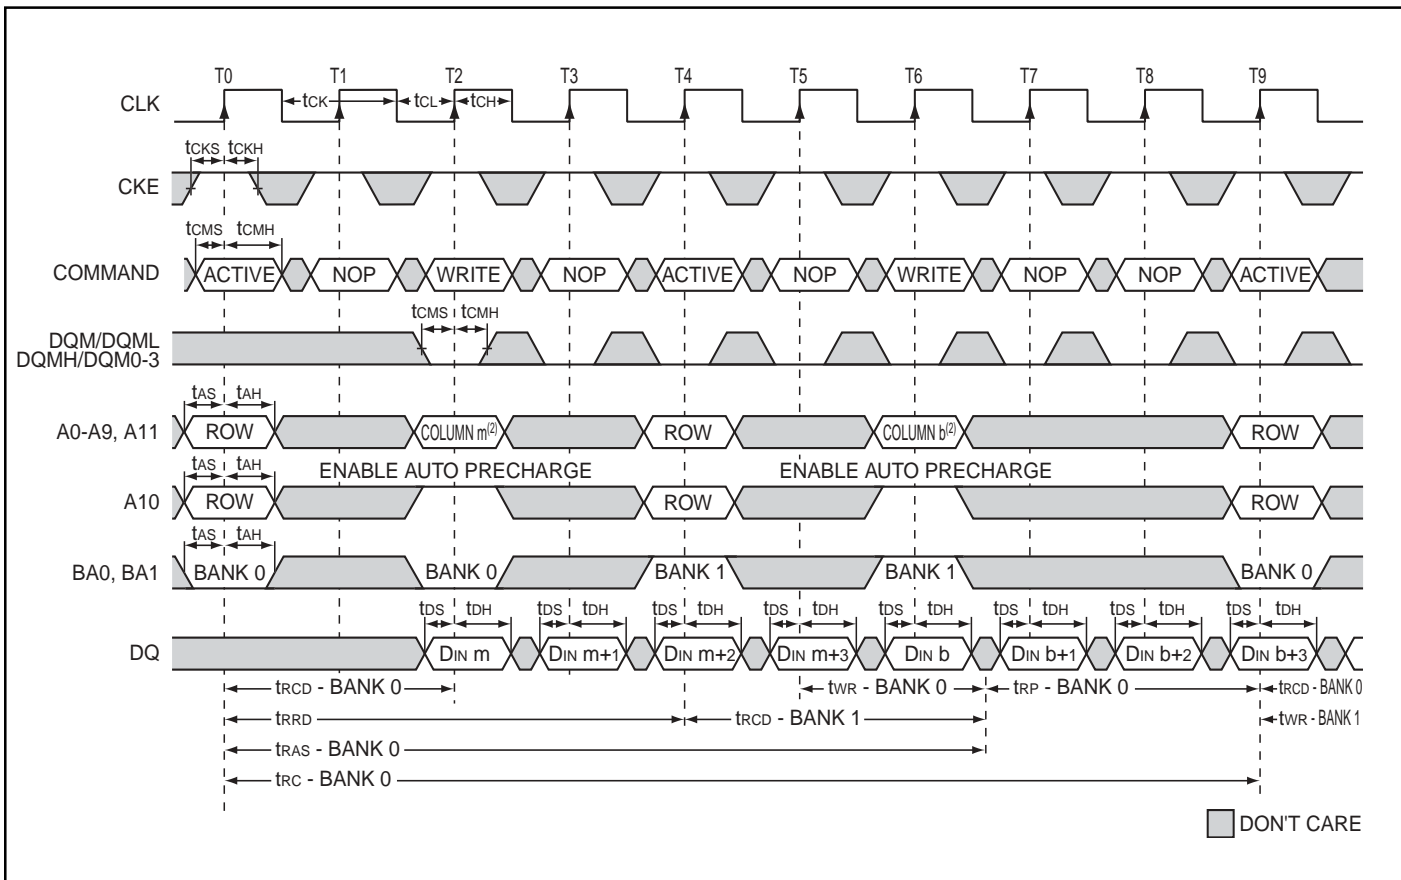 T0 T1 T2 T3 T4 T5 T6 T7 T8 T9
CLK tCK tCL tCH
tCKS tCKH
CKE
tCMS tCMH
COMMAND ACTIVE NOP WRITE NOP ACTIVE NOP WRITE NOP NOP ACTIVE
tCMS tCMH
DQM/DQML
DQMH/DQM0-3
tAS tAH
A0-A9, A11 ROW COLUMN m(2) ROW COLUMN b(2) ROW
tAS tAH ENABLE AUTO PRECHARGE ENABLE AUTO PRECHARGE
A10 ROW ROW ROW
tAS tAH
BA0, BA1 BANK 0 BANK 0 BANK 1 BANK 1 BANK 0
tDS tDH tDS tDH tDS tDH tDS tDH tDS tDH tDS tDH tDS tDH tDS tDH
DQ DIN m DIN m+1 DIN m+2 DIN m+3 DIN b DIN b+1 DIN b+2 DIN b+3
tRCD - BANK 0 tWR - BANK 0 tRP - BANK 0 tRCD - BANK 0
tRRD tRCD - BANK 1 tWR - BANK 1
tRAS - BANK 0
tRC - BANK 0
DON'T CARE